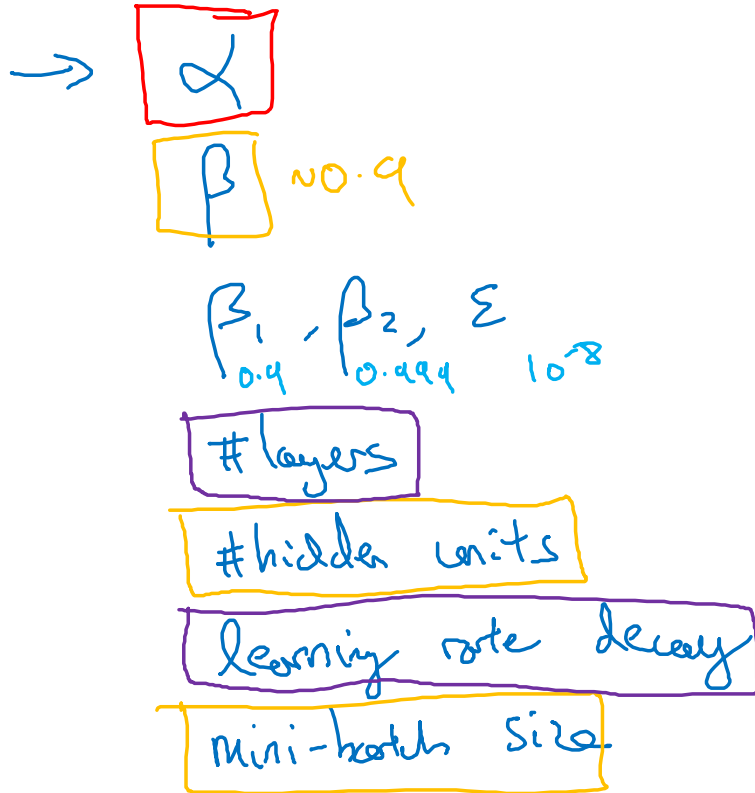 → α
β ~0.9
β₁, β₂, ε
0.9 0.999 10⁻⁸
#layers
#hidden units
learning rate decay
mini-batch size